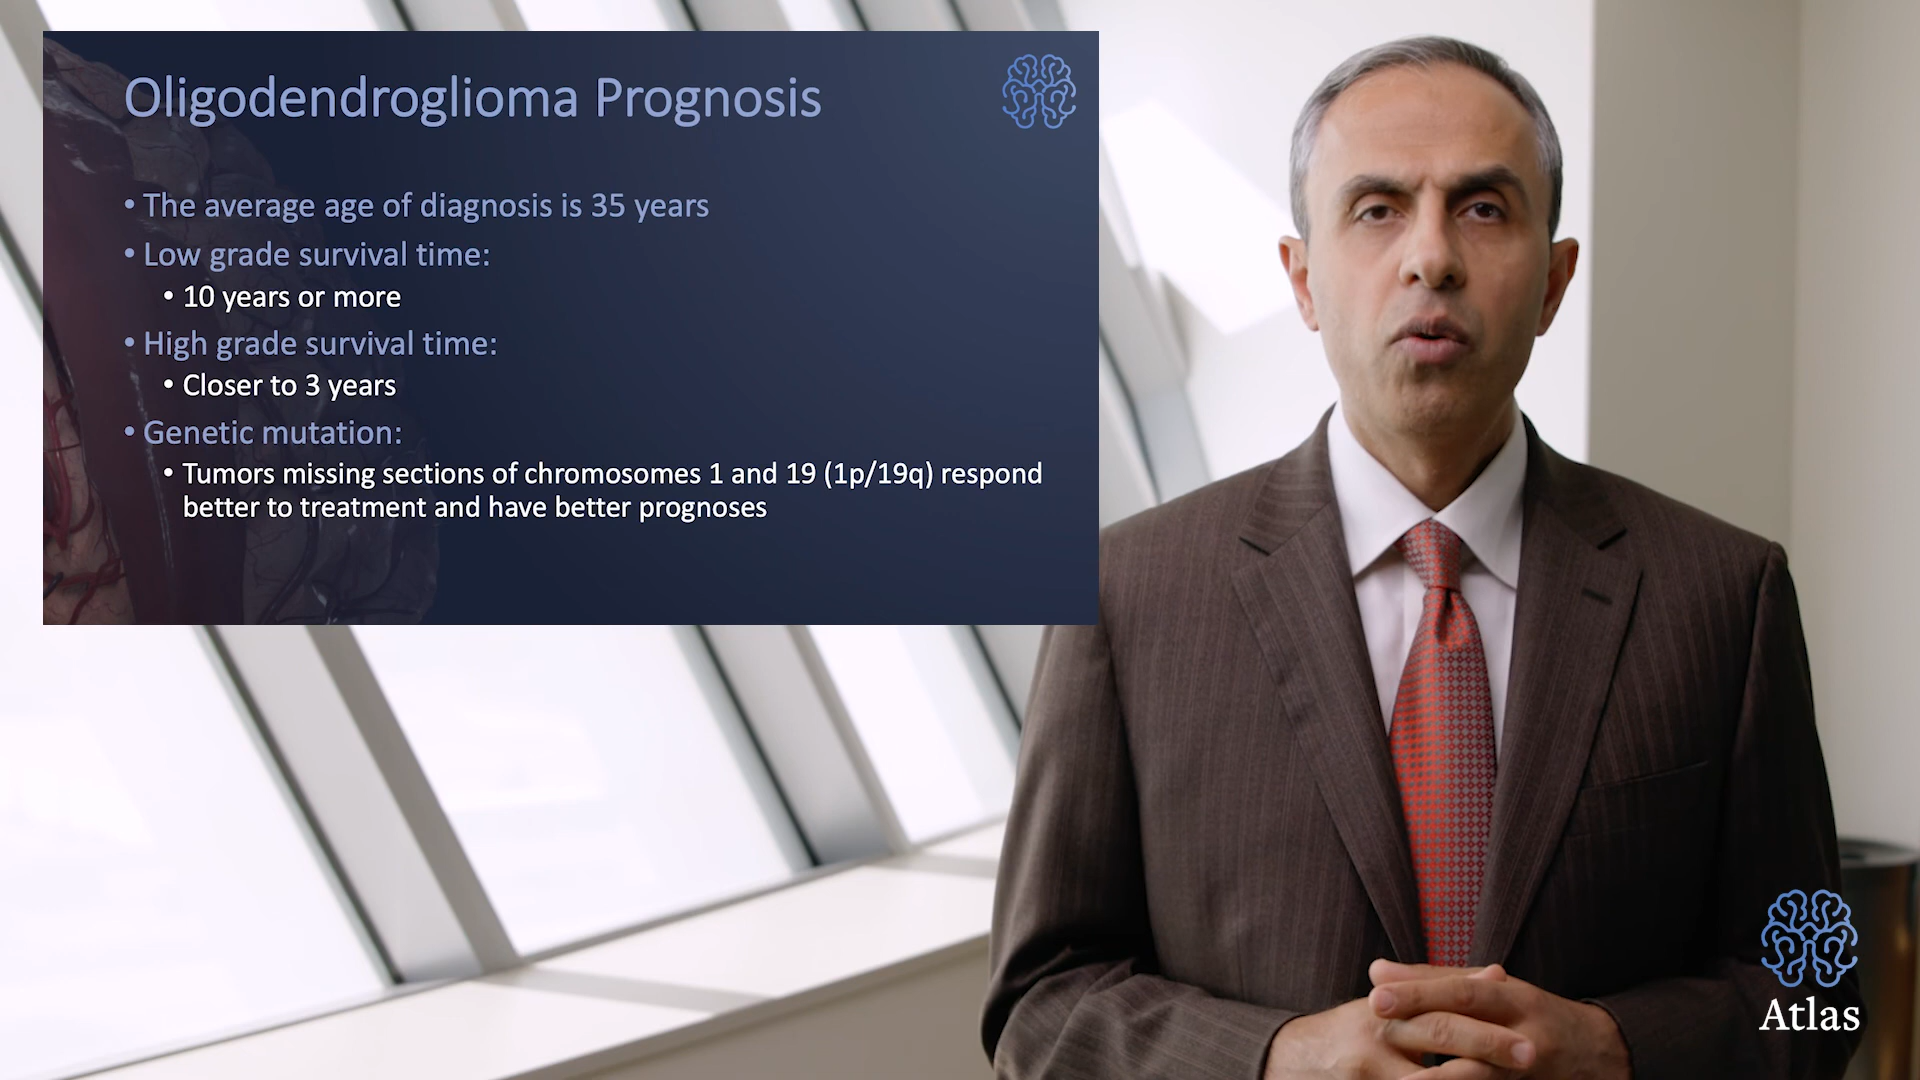 Oligodendroglioma Prognosis
• The average age of diagnosis is 35 years
• Low grade survival time:
• 10 years or more
• High grade survival time:
• Closer to 3 years
• Genetic mutation:
• Tumors missing sections of chromosomes 1 and 19 (1p/19q) respond
better to treatment and have better prognoses
Atlas